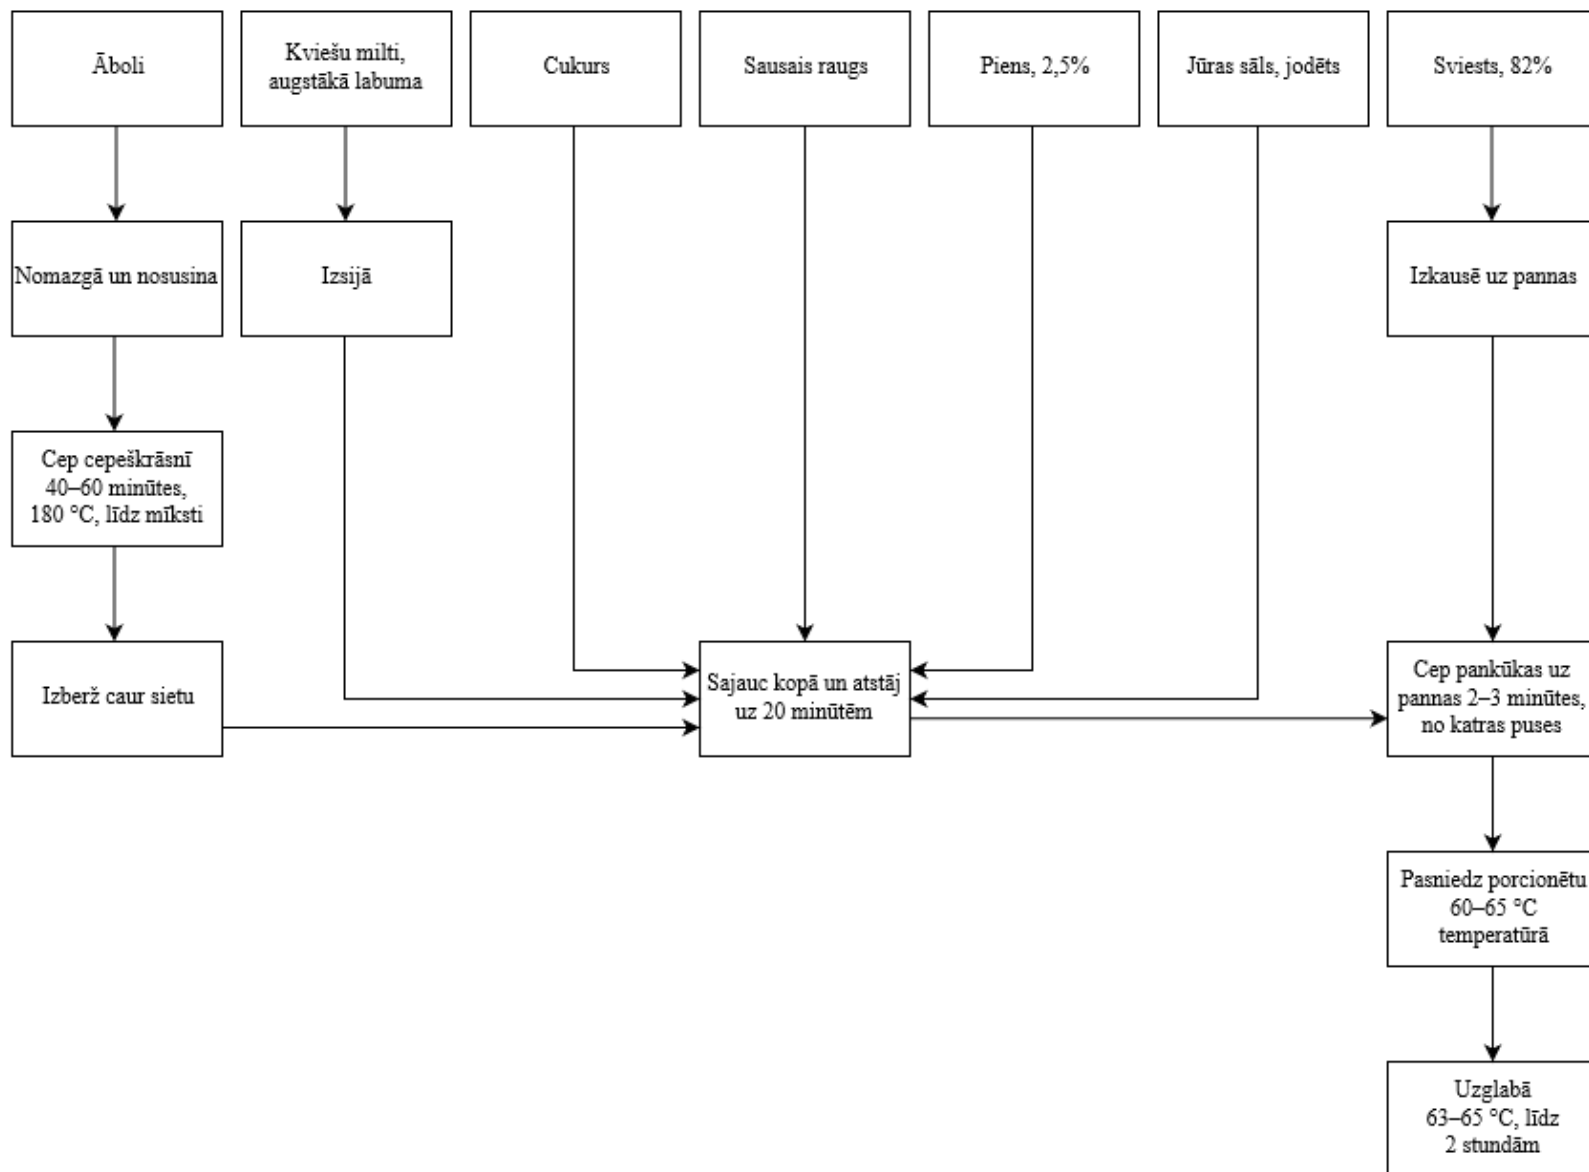 Āboli
Kviešu milti,
augstākā labuma
Cukurs
Sausais raugs
Piens, 2,5%
Jūras sāls, jodēts
Sviests, 82%
Nomazgā un nosusina
Izsijā
Izkausē uz pannas
Cep cepeškrāsnī
40–60 minūtes,
180 °C, līdz mīksti
Izberž caur sietu
Sajauc kopā un atstāj
uz 20 minūtēm
Cep pankūkas uz
pannas 2–3 minūtes,
no katras puses
Pasniedz porcionētu
60–65 °C
temperatūrā
Uzglabā
63–65 °C, līdz
2 stundām